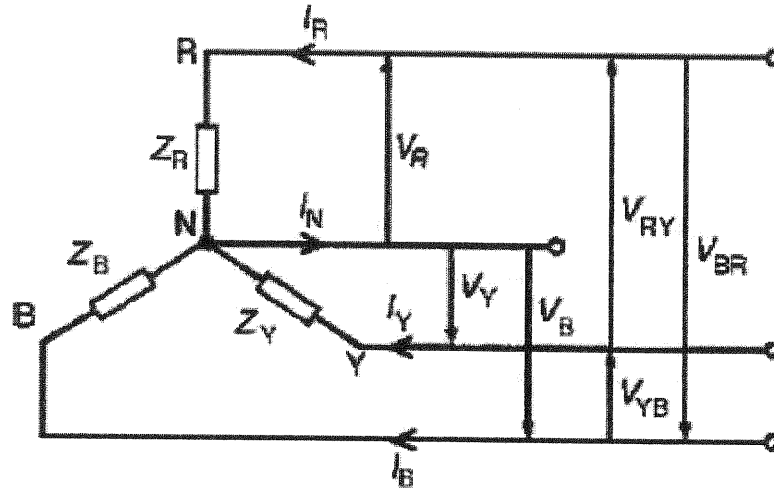 I_R
R
Z_R
V_R
N
I_N
V_RY
V_BR
Z_B
V_Y
V_B
B
Z_Y
I_Y
Y
V_YB
I_B